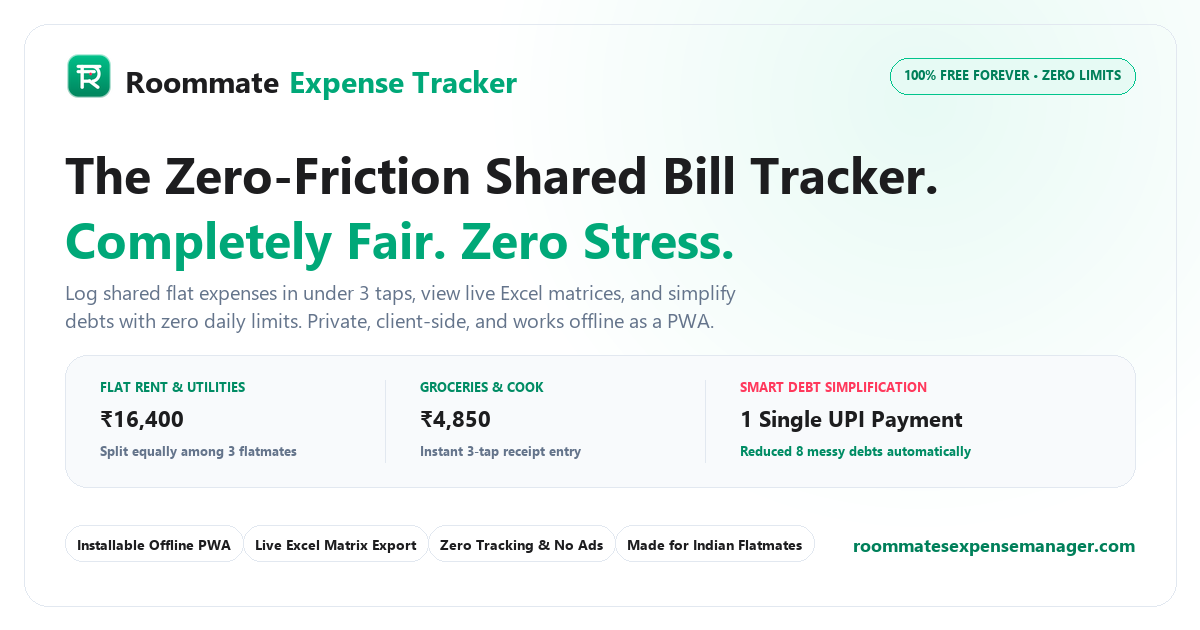 Roommate Expense Tracker
100% FREE FOREVER • ZERO LIMITS
The Zero-Friction Shared Bill Tracker.
Completely Fair. Zero Stress.
Log shared flat expenses in under 3 taps, view live Excel matrices, and simplify
debts with zero daily limits. Private, client-side, and works offline as a PWA.
FLAT RENT & UTILITIES
₹16,400
Split equally among 3 flatmates
GROCERIES & COOK
₹4,850
Instant 3-tap receipt entry
SMART DEBT SIMPLIFICATION
1 Single UPI Payment
Reduced 8 messy debts automatically
Installable Offline PWA
Live Excel Matrix Export
Zero Tracking & No Ads
Made for Indian Flatmates
roommatesexpensemanager.com